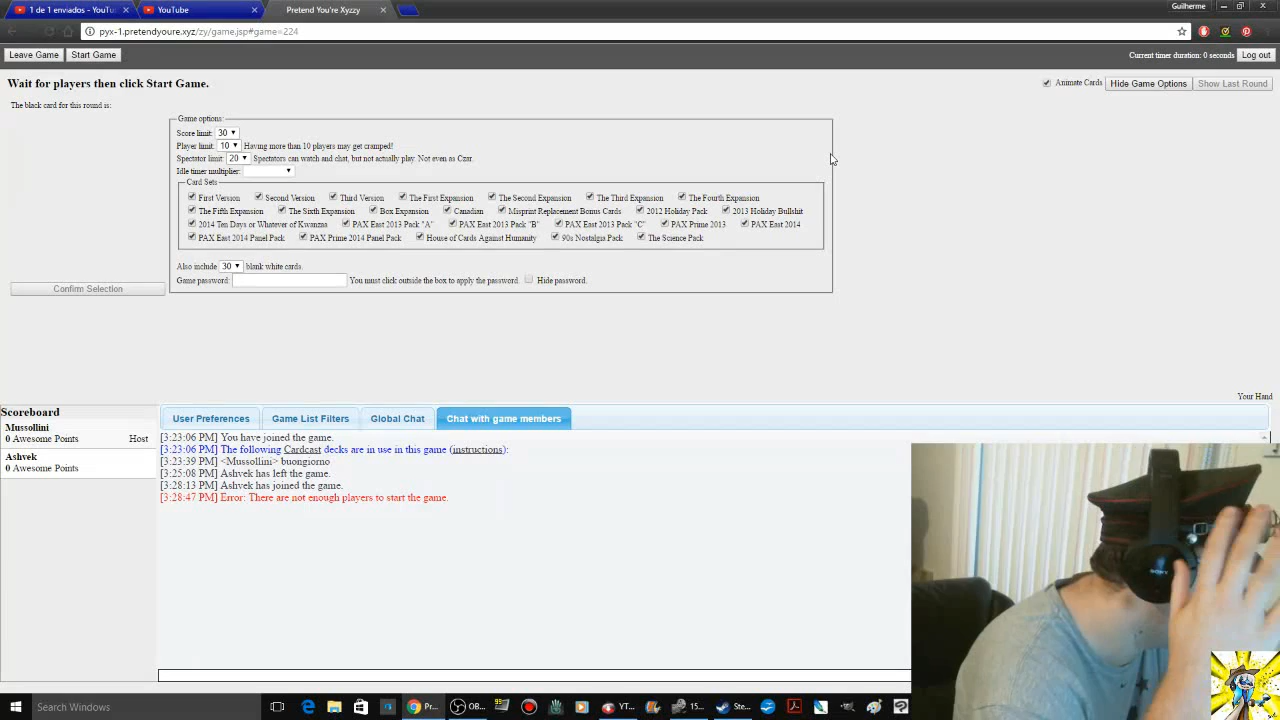 1 de 1 enviados - YouTu
YouTube
Pretend You're Xyzzy
Guilherme
pyx-1.pretendyoure.xyz/zy/game.jsp#game=224
Leave Game
Start Game
Current timer duration: 0 seconds
Log out
Wait for players then click Start Game.
Animate Cards
Hide Game Options
Show Last Round
The black card for this round is:
Game options:
Score limit: 30
Player limit: 10 Having more than 10 players may get cramped!
Spectator limit: 20 Spectators can watch and chat, but not actually play. Not even as Czar.
Idle timer multiplier:
Card Sets
First Version Second Version Third Version The First Expansion The Second Expansion The Third Expansion The Fourth Expansion
The Fifth Expansion The Sixth Expansion Box Expansion Canadian Misprint Replacement Bonus Cards 2012 Holiday Pack 2013 Holiday Bullshit
2014 Ten Days or Whatever of Kwanzaa PAX East 2013 Pack "A" PAX East 2013 Pack "B" PAX East 2013 Pack "C" PAX Prime 2013 PAX East 2014
PAX East 2014 Panel Pack PAX Prime 2014 Panel Pack House of Cards Against Humanity 90s Nostalgia Pack The Science Pack
Also include 30 blank white cards.
Game password: You must click outside the box to apply the password. Hide password.
Confirm Selection
Your Hand
Scoreboard
Mussollini
0 Awesome Points Host
Ashvek
0 Awesome Points
User Preferences
Game List Filters
Global Chat
Chat with game members
[3:23:06 PM] You have joined the game.
[3:23:06 PM] The following Cardcast decks are in use in this game (instructions):
[3:23:39 PM] <Mussollini> buongiorno
[3:25:08 PM] Ashvek has left the game.
[3:28:13 PM] Ashvek has joined the game.
[3:28:47 PM] Error: There are not enough players to start the game.
SONY
Search Windows
Pr...
OB...
YT...
15...
Ste...